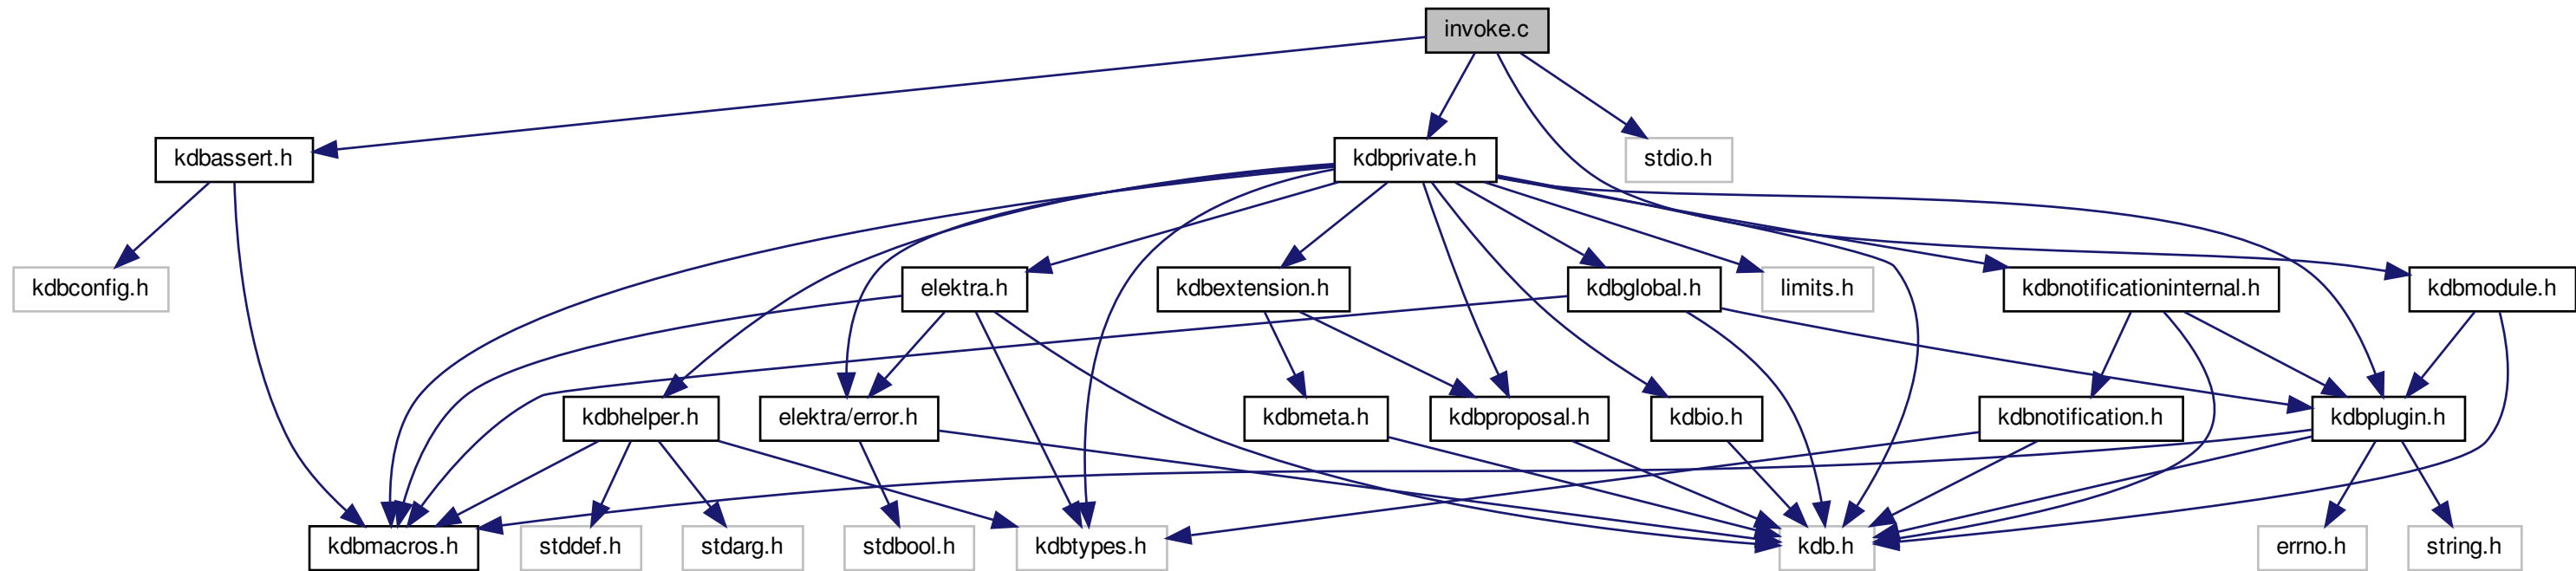 invoke.c
kdbassert.h
kdbprivate.h
stdio.h
kdbconfig.h
elektra.h
kdbextension.h
kdbglobal.h
limits.h
kdbnotificationinternal.h
kdbmodule.h
kdbhelper.h
elektra/error.h
kdbmeta.h
kdbproposal.h
kdbio.h
kdbnotification.h
kdbplugin.h
kdbmacros.h
stddef.h
stdarg.h
stdbool.h
kdbtypes.h
kdb.h
errno.h
string.h